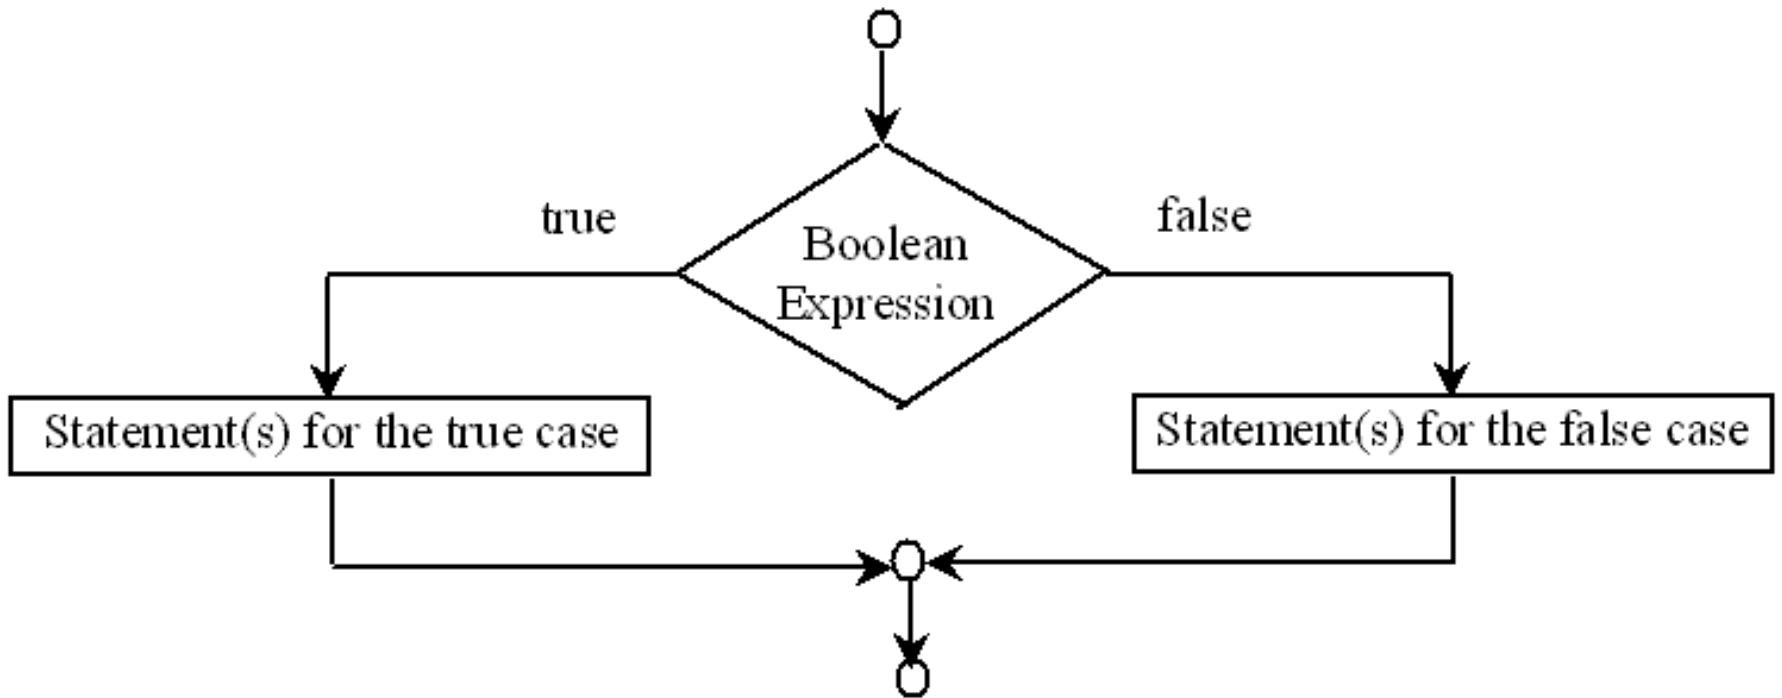 true
false
Boolean
Expression
Statement(s) for the true case
Statement(s) for the false case